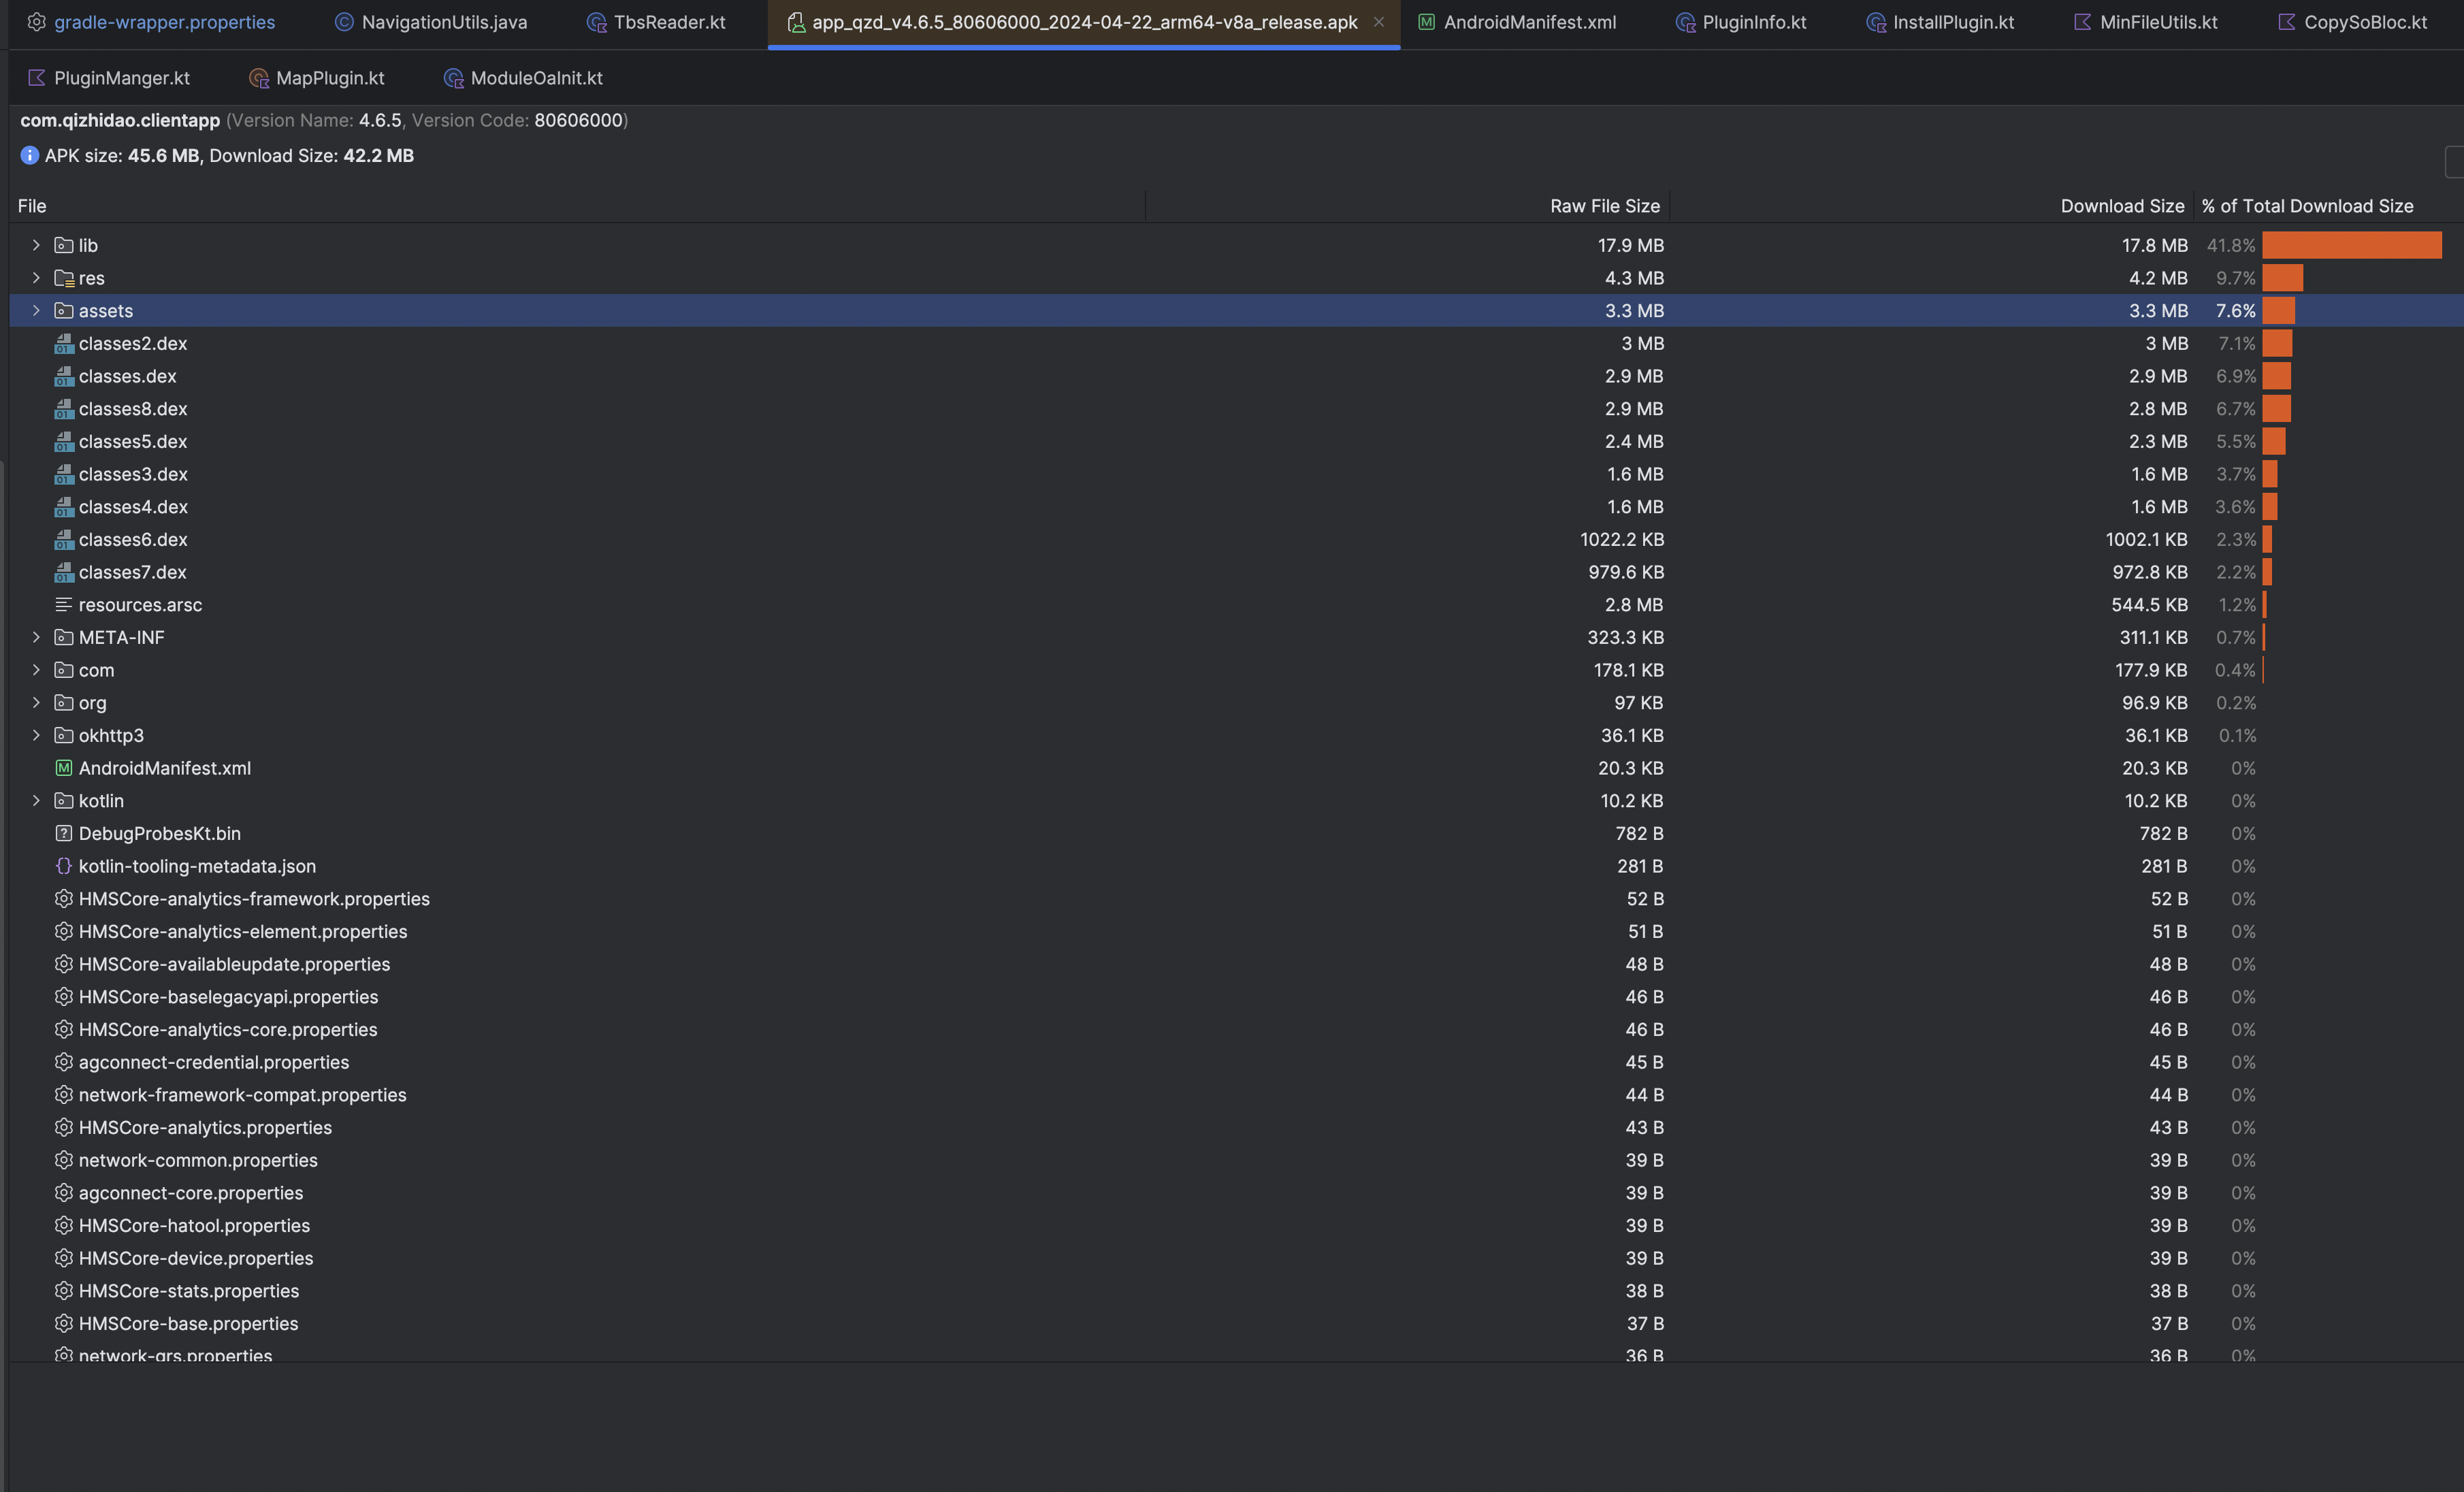 gradle-wrapper.properties NavigationUtils.java TbsReader.kt app_qzd_v4.6.5_80606000_2024-04-22_arm64-v8a_release.apk AndroidManifest.xml PluginInfo.kt InstallPlugin.kt MinFileUtils.kt CopySoBloc.kt
PluginManger.kt MapPlugin.kt ModuleOaInit.kt
com.qizhidao.clientapp (Version Name: 4.6.5, Version Code: 80606000)
APK size: 45.6 MB, Download Size: 42.2 MB
File Raw File Size Download Size % of Total Download Size
lib 17.9 MB 17.8 MB 41.8%
res 4.3 MB 4.2 MB 9.7%
assets 3.3 MB 3.3 MB 7.6%
classes2.dex 3 MB 3 MB 7.1%
classes.dex 2.9 MB 2.9 MB 6.9%
classes8.dex 2.9 MB 2.8 MB 6.7%
classes5.dex 2.4 MB 2.3 MB 5.5%
classes3.dex 1.6 MB 1.6 MB 3.7%
classes4.dex 1.6 MB 1.6 MB 3.6%
classes6.dex 1022.2 KB 1002.1 KB 2.3%
classes7.dex 979.6 KB 972.8 KB 2.2%
resources.arsc 2.8 MB 544.5 KB 1.2%
META-INF 323.3 KB 311.1 KB 0.7%
com 178.1 KB 177.9 KB 0.4%
org 97 KB 96.9 KB 0.2%
okhttp3 36.1 KB 36.1 KB 0.1%
AndroidManifest.xml 20.3 KB 20.3 KB 0%
kotlin 10.2 KB 10.2 KB 0%
DebugProbesKt.bin 782 B 782 B 0%
kotlin-tooling-metadata.json 281 B 281 B 0%
HMSCore-analytics-framework.properties 52 B 52 B 0%
HMSCore-analytics-element.properties 51 B 51 B 0%
HMSCore-availableupdate.properties 48 B 48 B 0%
HMSCore-baselegacyapi.properties 46 B 46 B 0%
HMSCore-analytics-core.properties 46 B 46 B 0%
agconnect-credential.properties 45 B 45 B 0%
network-framework-compat.properties 44 B 44 B 0%
HMSCore-analytics.properties 43 B 43 B 0%
network-common.properties 39 B 39 B 0%
agconnect-core.properties 39 B 39 B 0%
HMSCore-hatool.properties 39 B 39 B 0%
HMSCore-device.properties 39 B 39 B 0%
HMSCore-stats.properties 38 B 38 B 0%
HMSCore-base.properties 37 B 37 B 0%
network-grs.properties 36 B 36 B 0%